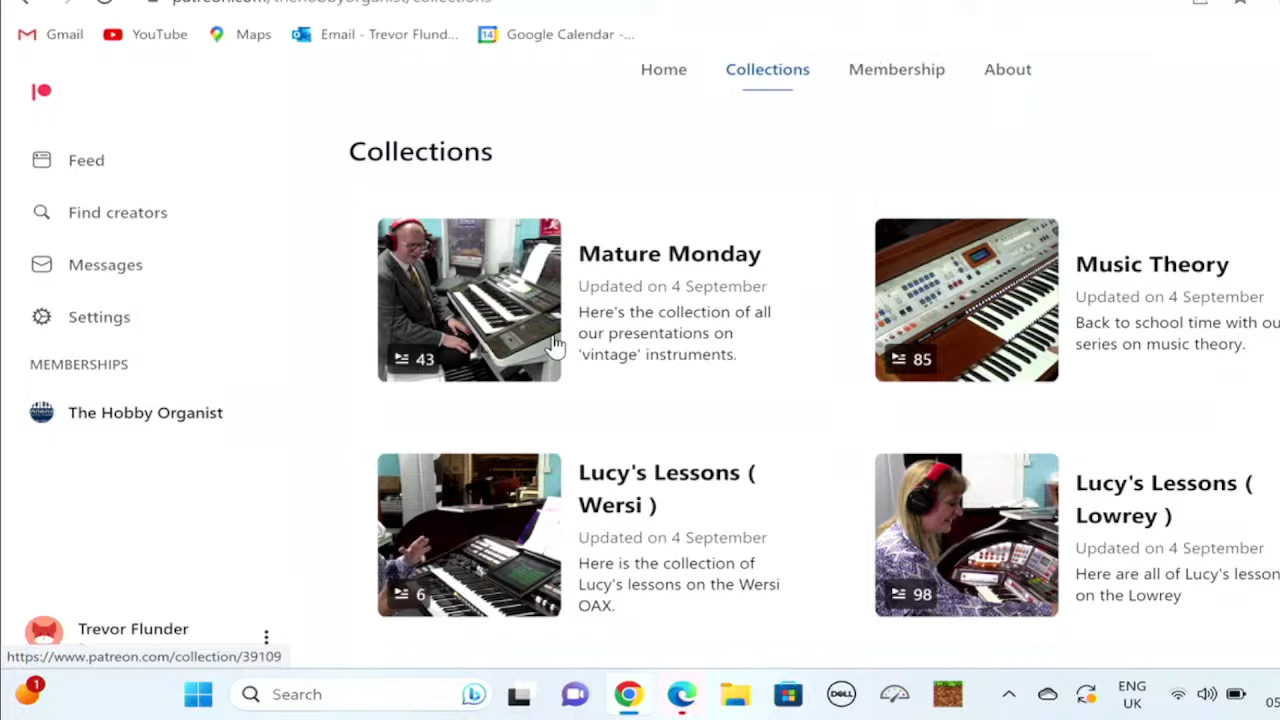 Gmail YouTube Maps Email - Trevor Flund... Google Calendar -...
Home Collections Membership About
Collections
Feed
Find creators
Messages
Settings
MEMBERSHIPS
The Hobby Organist
43
Mature Monday
Updated on 4 September
Here's the collection of all
our presentations on
'vintage' instruments.
85
Music Theory
Updated on 4 September
Back to school time with ou
series on music theory.
6
Lucy's Lessons (
Wersi )
Updated on 4 September
Here is the collection of
Lucy's lessons on the Wersi
OAX.
98
Lucy's Lessons (
Lowrey )
Updated on 4 September
Here are all of Lucy's lesson
on the Lowrey
Trevor Flunder
https://www.patreon.com/collection/39109
1
Search
DELL
ENG
UK
05